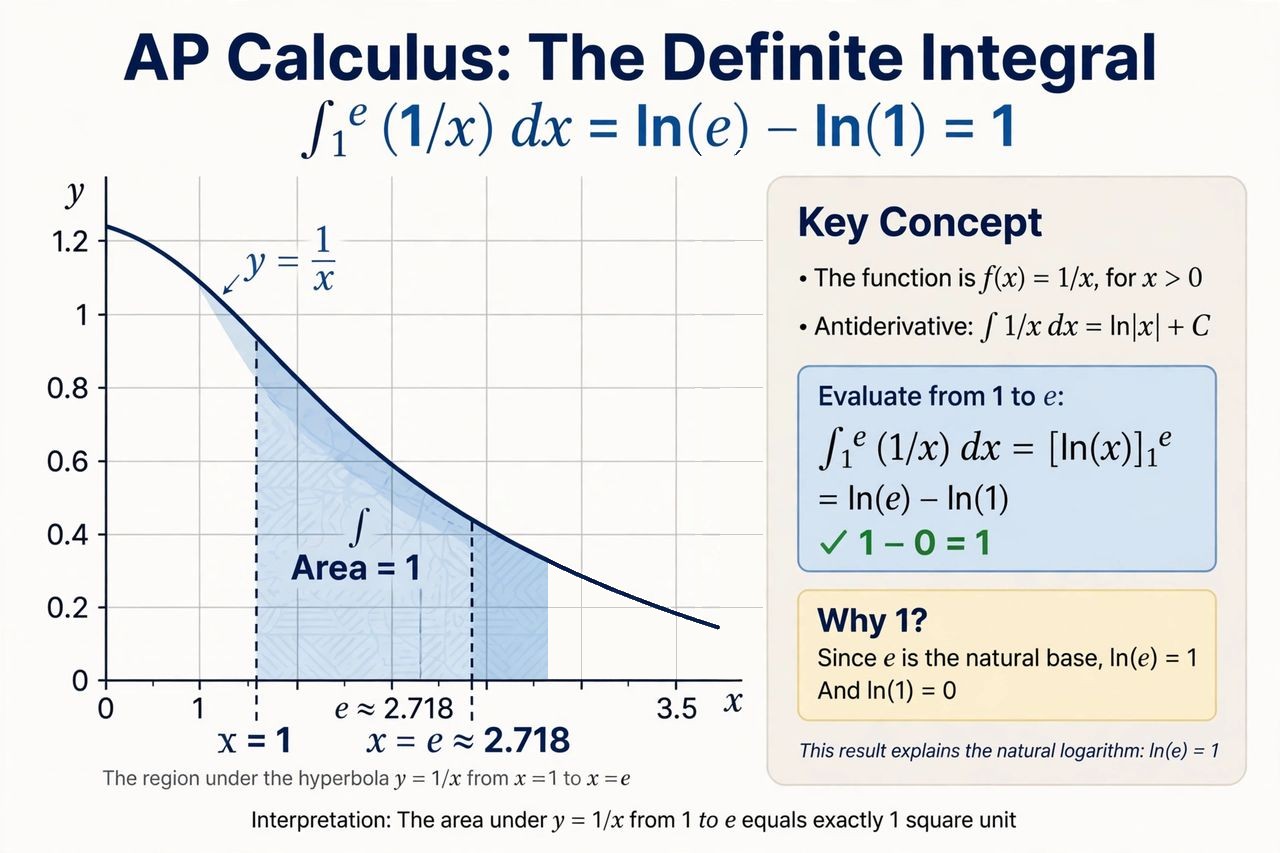 AP Calculus: The Definite Integral
∫₁ᵉ (1/x) dx = ln(e) – ln(1) = 1
y
1.2
1
0.8
0.6
0.4
0.2
0
y = 1/x
∫
Area = 1
0 1 e ≈ 2.718 3.5 x
x = 1 x = e ≈ 2.718
The region under the hyperbola y = 1/x from x =1 to x =e
Key Concept
• The function is f(x) = 1/x, for x > 0
• Antiderivative: ∫ 1/x dx = ln|x| + C
Evaluate from 1 to e:
∫₁ᵉ (1/x) dx = [ln(x)]₁ᵉ
= ln(e) – ln(1)
✓ 1 – 0 = 1
Why 1?
Since e is the natural base, ln(e) = 1
And ln(1) = 0
This result explains the natural logarithm: ln(e) = 1
Interpretation: The area under y = 1/x from 1 to e equals exactly 1 square unit